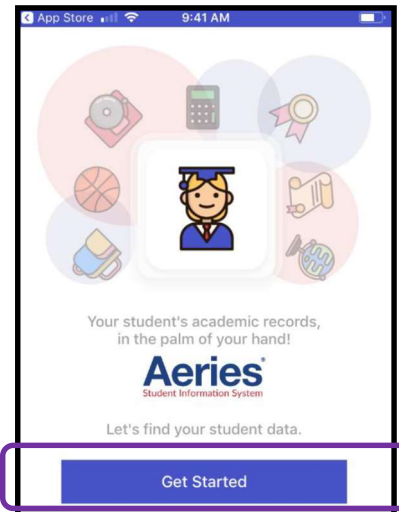 App Store 9:41 AM
Your student's academic records,
in the palm of your hand!
Aeries®
Student Information System
Let's find your student data.
Get Started